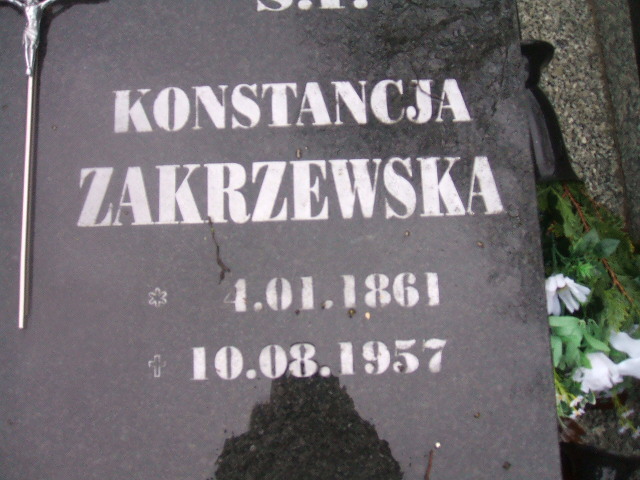 Ś.P.
KONSTANCJA
ZAKRZEWSKA
* 4.01.1861
† 10.08.1957